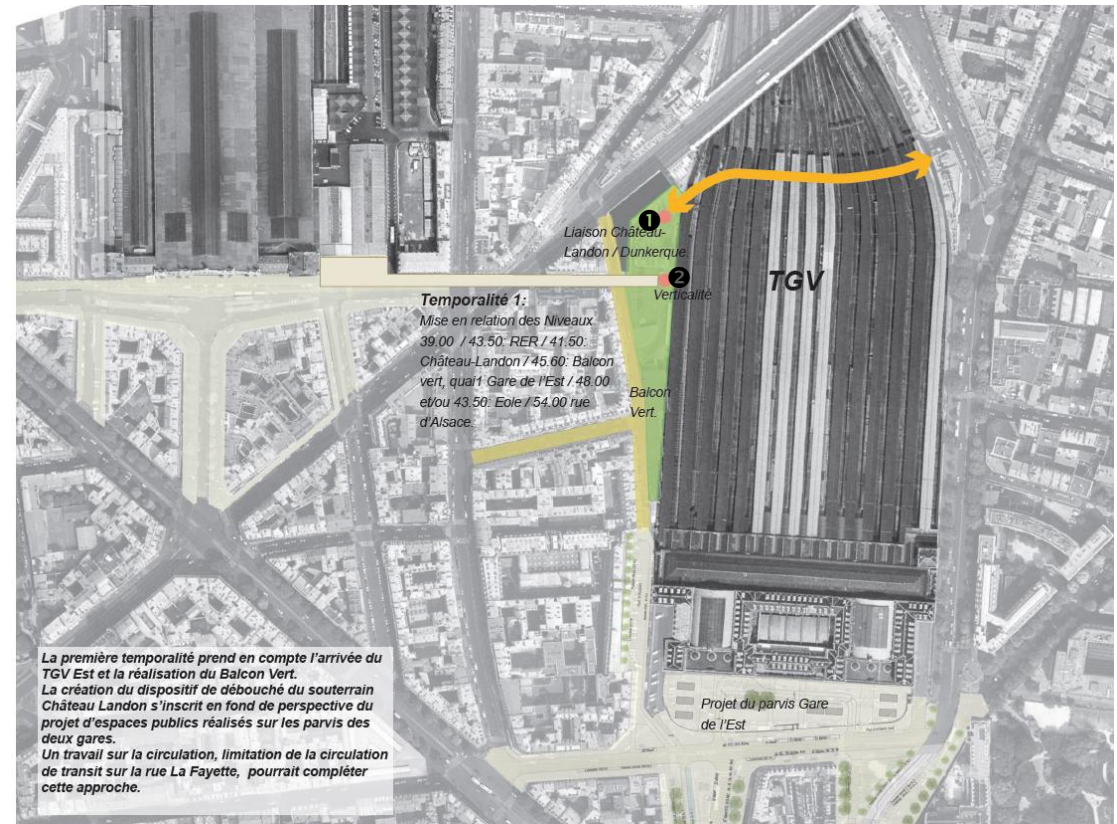 TGV
1
Liaison Château-
Landon / Dunkerque.
2
Verticalité
Temporalité 1:
Mise en relation des Niveaux
39.00 / 43.50: RER / 41.50:
Château-Landon / 45.60: Balcon
vert, quai1 Gare de l'Est / 48.00
et/ou 43.50: Eole / 54.00 rue
d'Alsace.
Balcon
Vert.
La première temporalité prend en compte l'arrivée du
TGV Est et la réalisation du Balcon Vert.
La création du dispositif de débouché du souterrain
Château Landon s'inscrit en fond de perspective du
projet d'espaces publics réalisés sur les parvis des
deux gares.
Un travail sur la circulation, limitation de la circulation
de transit sur la rue La Fayette,  pourrait compléter
cette approche.
Projet du parvis Gare
de l'Est